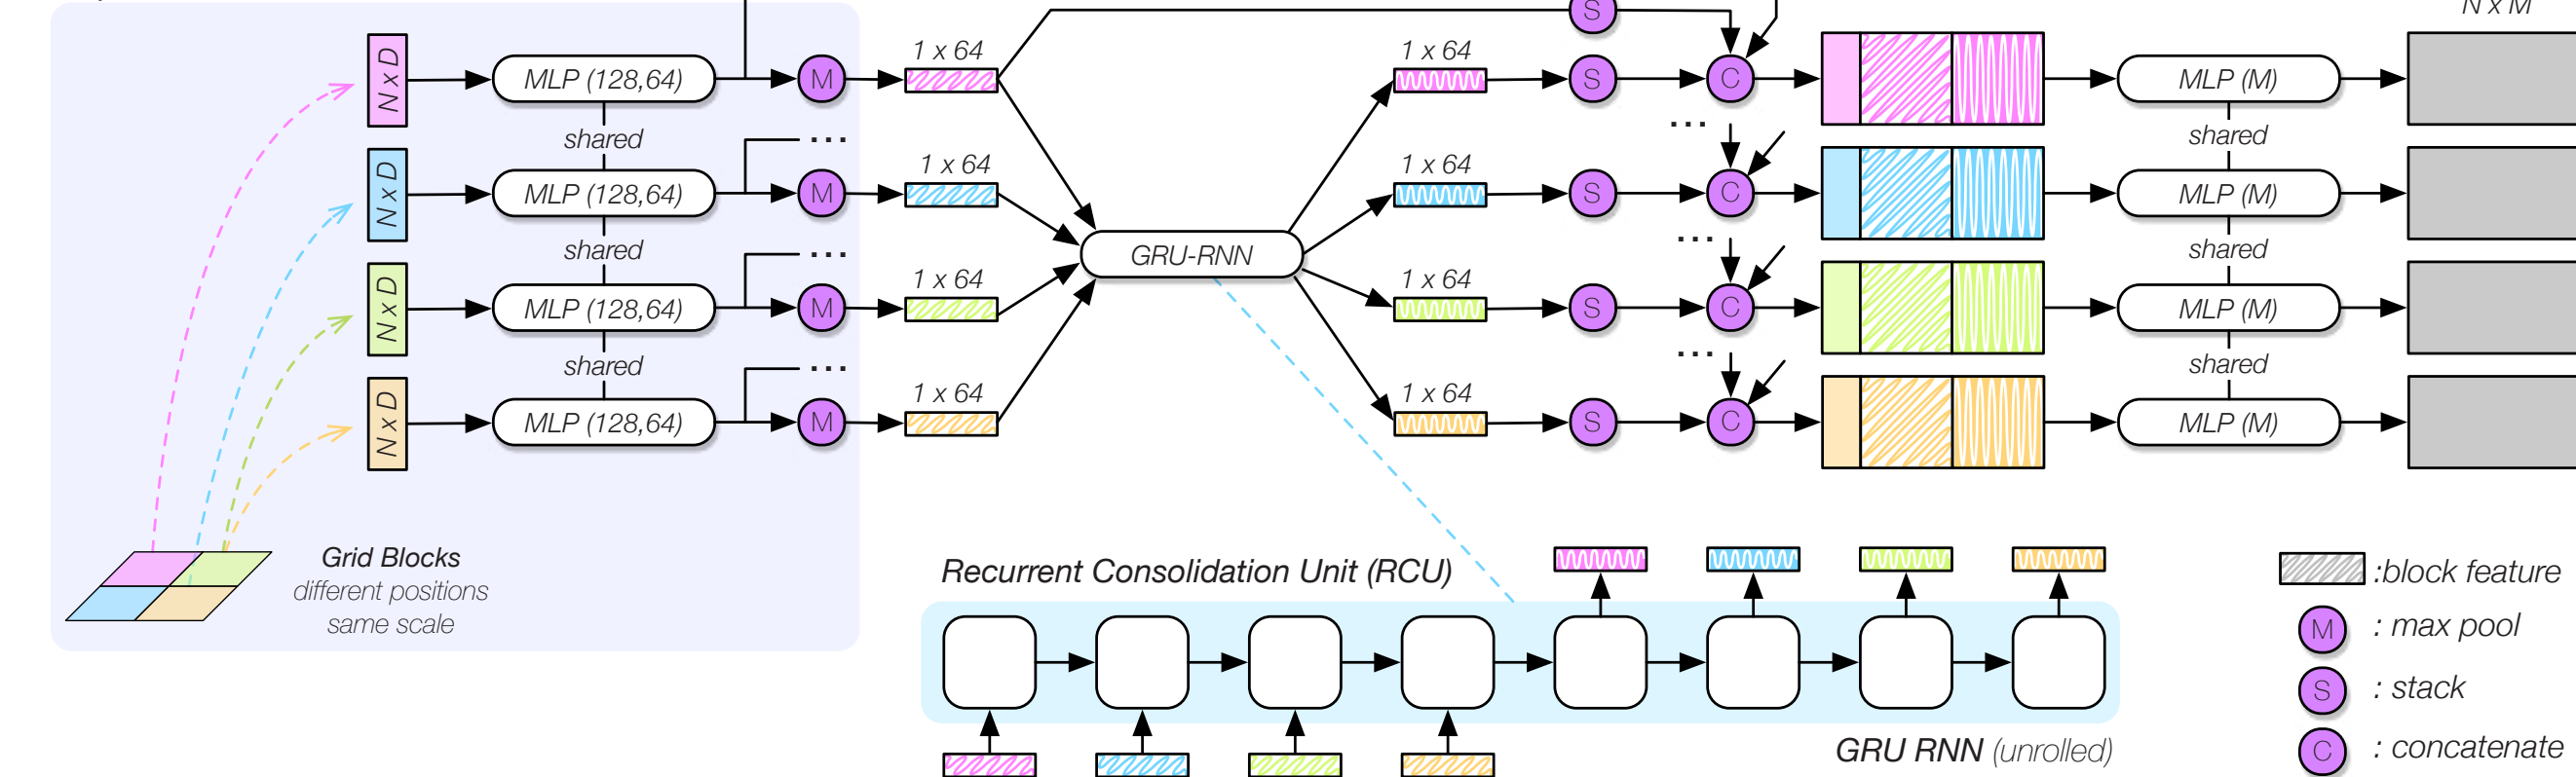 N x M
1 x 64
1 x 64
S
N x D
MLP (128,64)
M
S
C
MLP (M)
shared
...
...
shared
1 x 64
1 x 64
N x D
MLP (128,64)
M
S
C
MLP (M)
shared
...
...
shared
GRU-RNN
1 x 64
1 x 64
N x D
MLP (128,64)
M
S
C
MLP (M)
shared
...
...
shared
1 x 64
1 x 64
N x D
MLP (128,64)
M
S
C
MLP (M)
Grid Blocks
different positions
same scale
Recurrent Consolidation Unit (RCU)
GRU RNN (unrolled)
:block feature
M : max pool
S : stack
C : concatenate